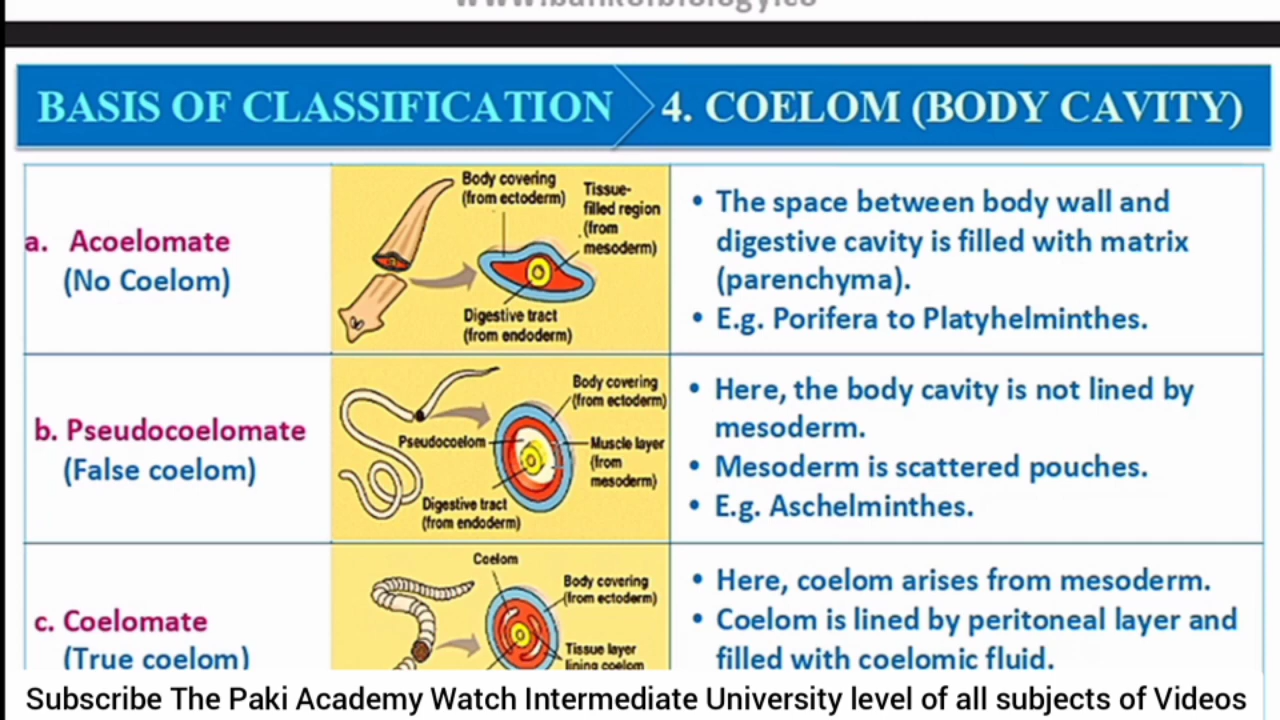 www.bankofbiology.co
BASIS OF CLASSIFICATION
4. COELOM (BODY CAVITY)
a. Acoelomate
(No Coelom)
Body covering
(from ectoderm)
Tissue-
filled region
(from
mesoderm)
Digestive tract
(from endoderm)
• The space between body wall and
digestive cavity is filled with matrix
(parenchyma).
• E.g. Porifera to Platyhelminthes.
b. Pseudocoelomate
(False coelom)
Body covering
(from ectoderm)
Pseudocoelom
Muscle layer
(from
mesoderm)
Digestive tract
(from endoderm)
• Here, the body cavity is not lined by
mesoderm.
• Mesoderm is scattered pouches.
• E.g. Aschelminthes.
c. Coelomate
(True coelom)
Coelom
Body covering
(from ectoderm)
Tissue layer
lining coelom
• Here, coelom arises from mesoderm.
• Coelom is lined by peritoneal layer and
filled with coelomic fluid.
Subscribe The Paki Academy Watch Intermediate University level of all subjects of Videos